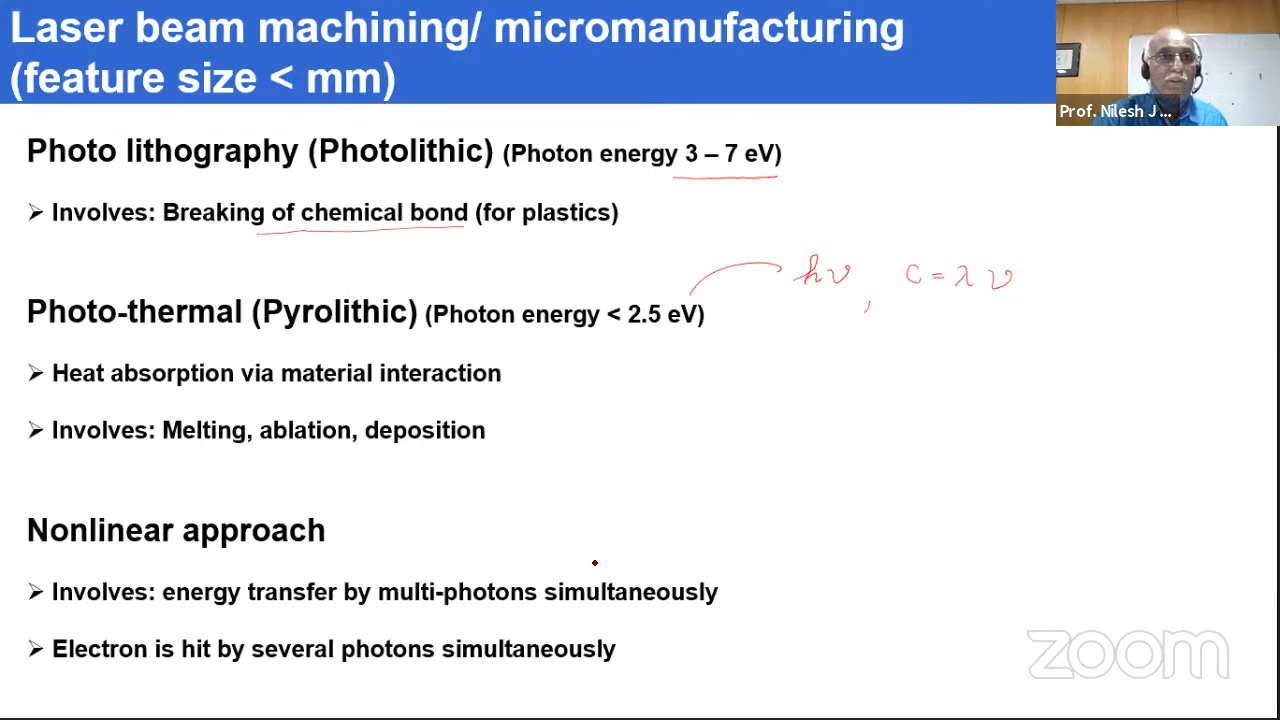 Laser beam machining/ micromanufacturing
(feature size < mm)
Prof. Nilesh J ...
Photo lithography (Photolithic) (Photon energy 3 – 7 eV)
➢ Involves: Breaking of chemical bond (for plastics)
hν , c = λ ν
Photo-thermal (Pyrolithic) (Photon energy < 2.5 eV)
➢ Heat absorption via material interaction
➢ Involves: Melting, ablation, deposition
Nonlinear approach
➢ Involves: energy transfer by multi-photons simultaneously
➢ Electron is hit by several photons simultaneously
zoom